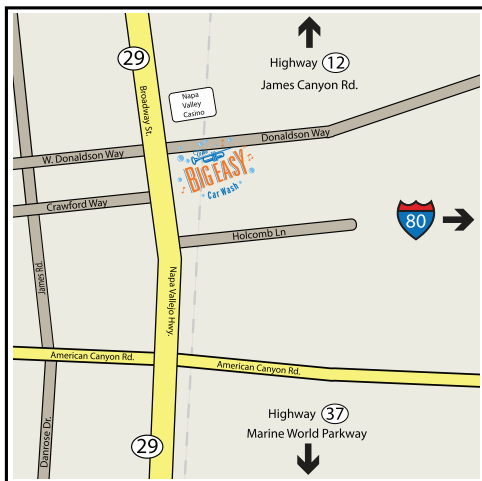 29
Highway 12
James Canyon Rd.
Broadway St.
Napa
Valley
Casino
Donaldson Way
W. Donaldson Way
BIG EASY
Car Wash
Crawford Way
Holcomb Ln
80
James Rd.
Napa Vallejo Hwy.
American Canyon Rd.
American Canyon Rd.
Highway 37
Marine World Parkway
Danrose Dr.
29